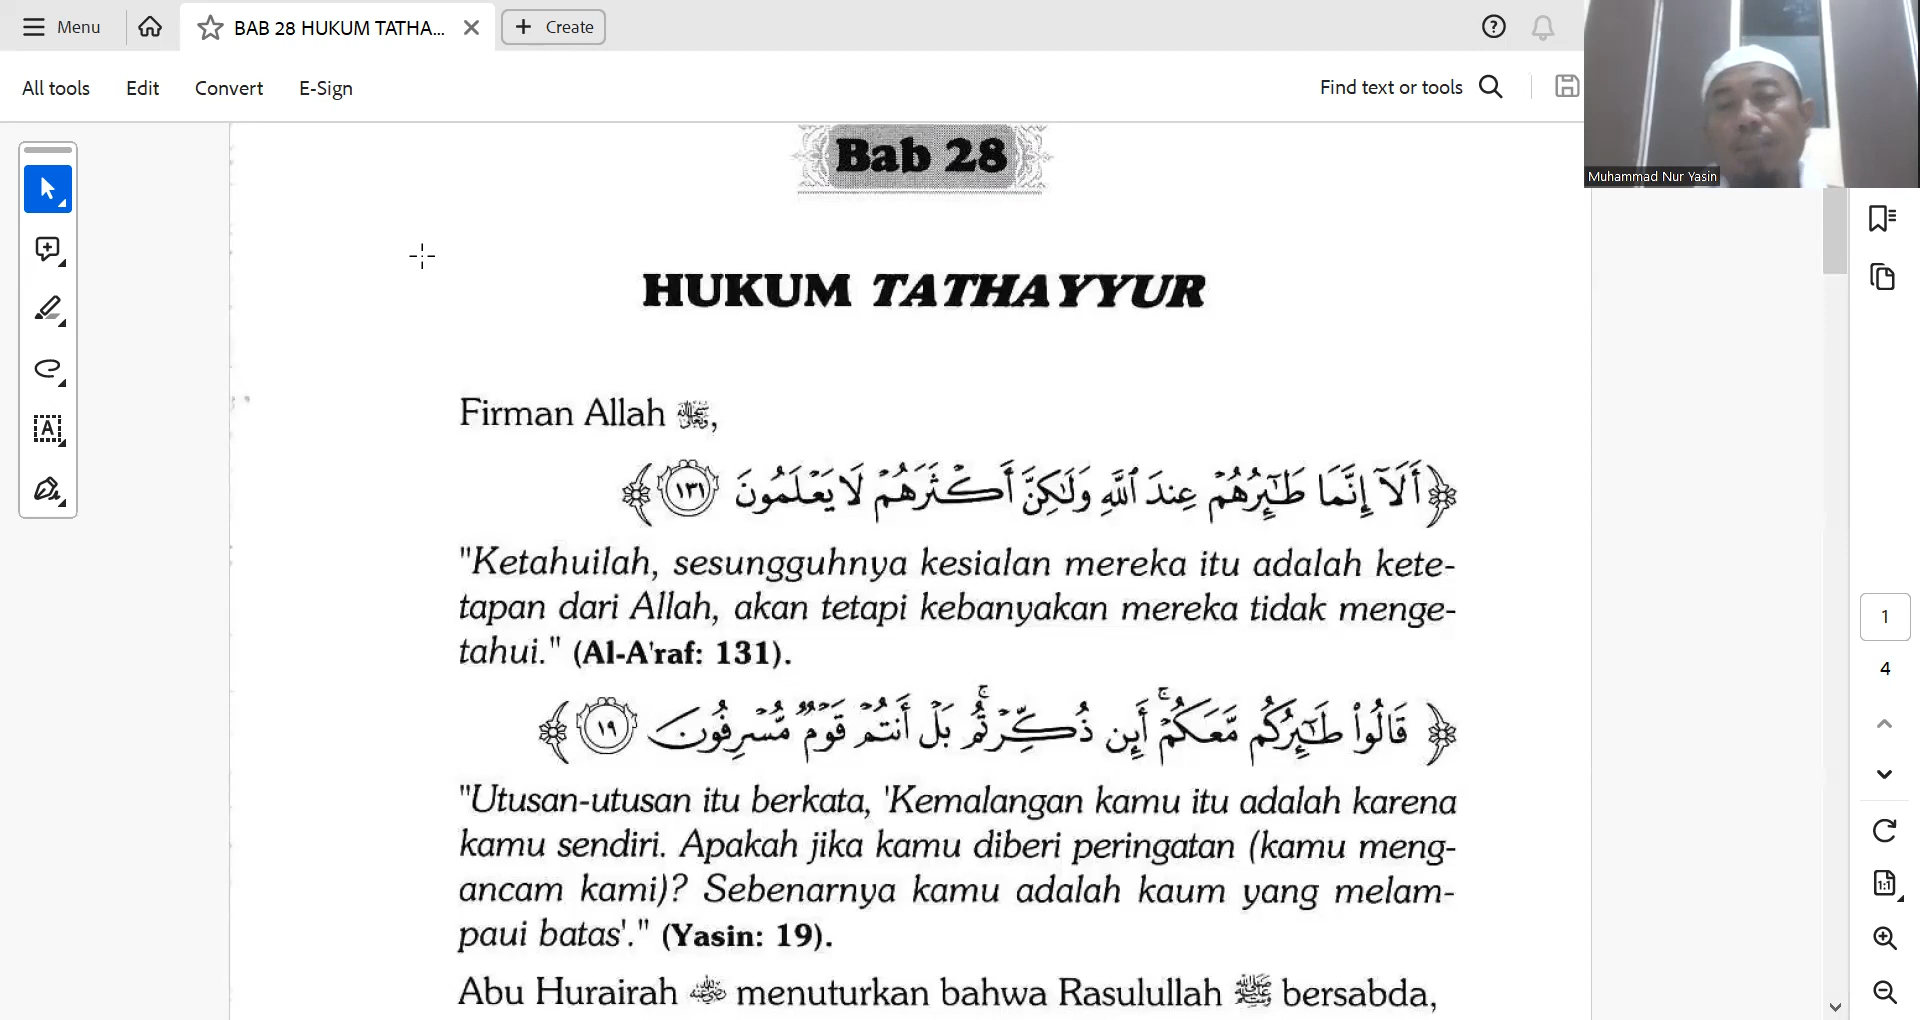 Menu
BAB 28 HUKUM TATHA...
Create
All tools
Edit
Convert
E-Sign
Find text or tools
Muhammad Nur Yasin
Bab 28
HUKUM TATHAYYUR
Firman Allah ﷾,
﴿ أَلَآ إِنَّمَا طَٰٓئِرُهُمْ عِندَ ٱللَّهِ وَلَٰكِنَّ أَكْثَرَهُمْ لَا يَعْلَمُونَ ١٣١ ﴾
"Ketahuilah, sesungguhnya kesialan mereka itu adalah kete-
tapan dari Allah, akan tetapi kebanyakan mereka tidak menge-
tahui." (Al-A'raf: 131).
﴿ قَالُوا۟ طَٰٓئِرُكُم مَّعَكُمْ ۚ أَئِن ذُكِّرْتُم ۚ بَلْ أَنتُمْ قَوْمٌ مُّسْرِفُونَ ١٩ ﴾
"Utusan-utusan itu berkata, 'Kemalangan kamu itu adalah karena
kamu sendiri. Apakah jika kamu diberi peringatan (kamu meng-
ancam kami)? Sebenarnya kamu adalah kaum yang melam-
paui batas'." (Yasin: 19).
Abu Hurairah ﵁ menuturkan bahwa Rasulullah ﷺ bersabda,
1
4